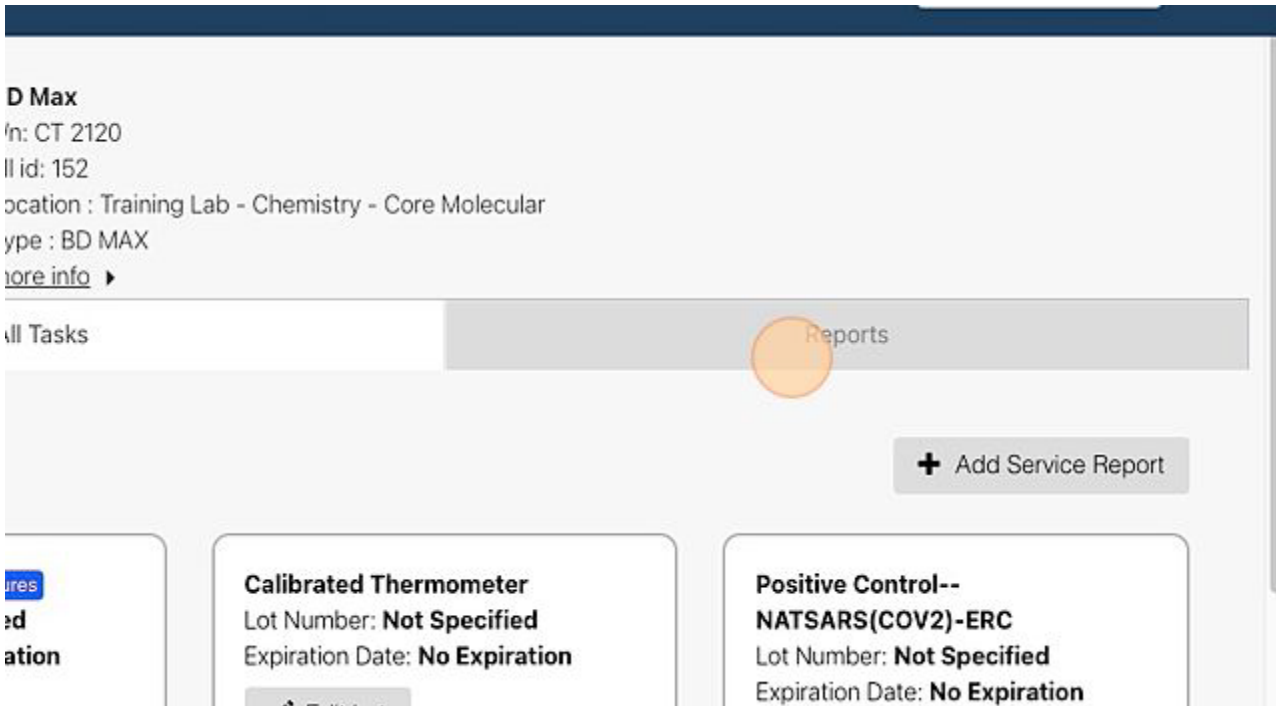 D Max
/n: CT 2120
ll id: 152
ocation : Training Lab - Chemistry - Core Molecular
ype : BD MAX
nore info
All Tasks
Reports
+ Add Service Report
ures
ed
ation
Calibrated Thermometer
Lot Number: Not Specified
Expiration Date: No Expiration
Positive Control--
NATSARS(COV2)-ERC
Lot Number: Not Specified
Expiration Date: No Expiration